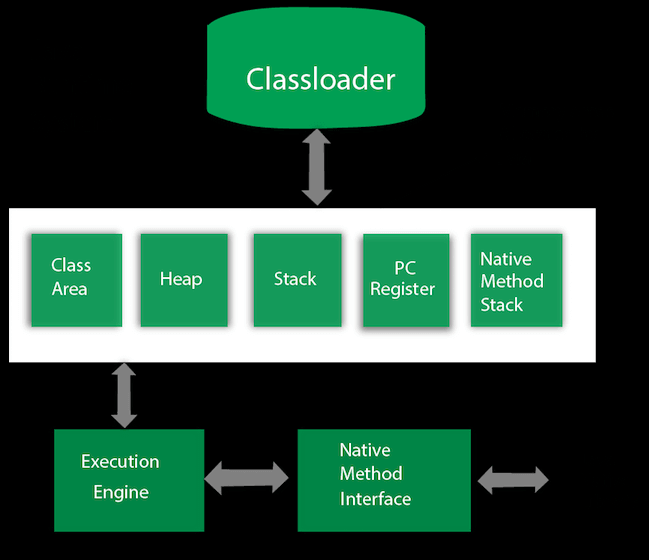 Classloader
Class
Area
Heap
Stack
PC
Register
Native
Method
Stack
Execution
Engine
Native
Method
Interface